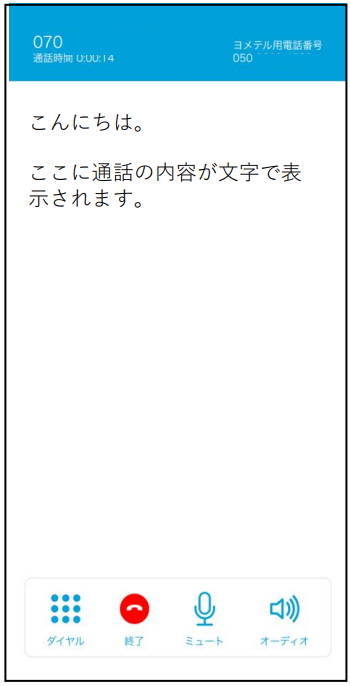 070
通話時間 0:00:14
ヨメテル用電話番号
050
こんにちは。
ここに通話の内容が文字で表
示されます。
ダイヤル
終了
ミュート
オーディオ